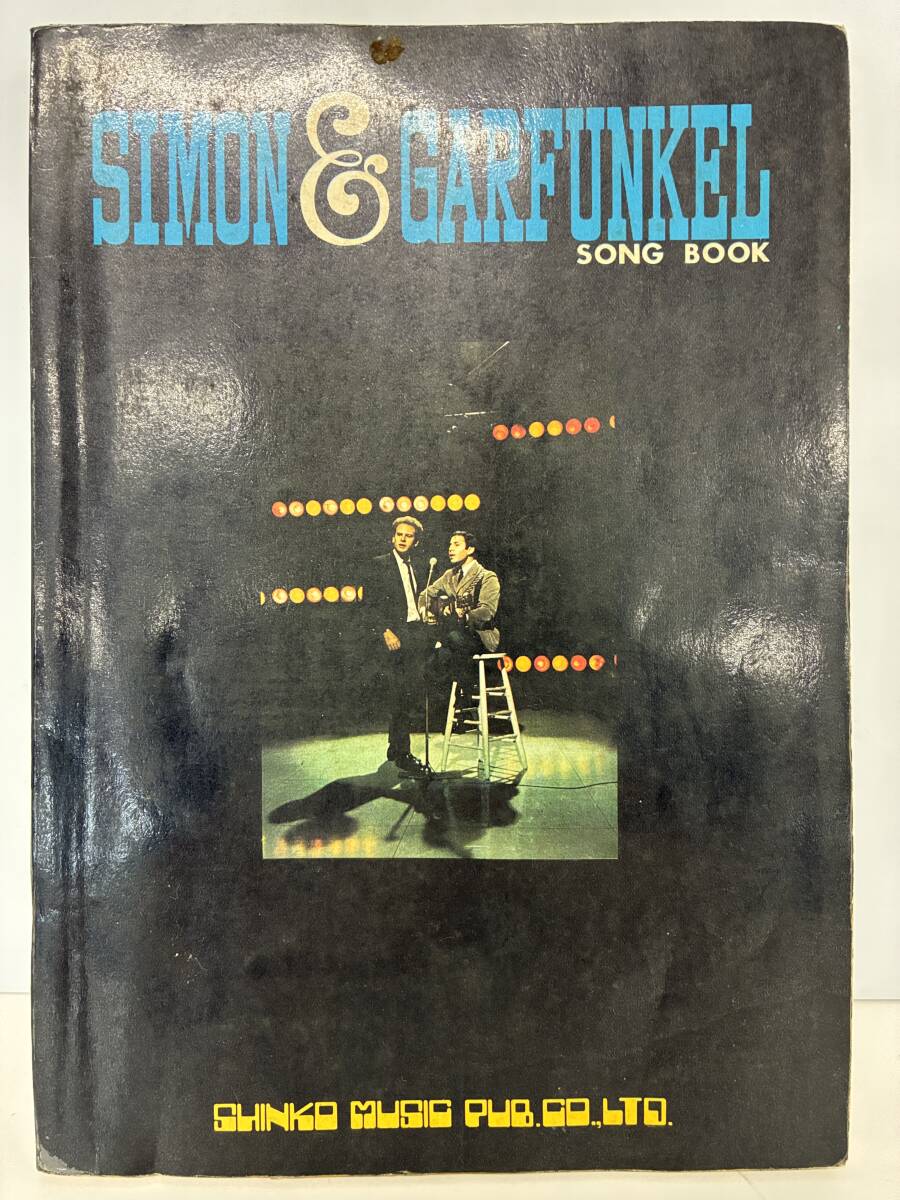 SIMON & GARFUNKEL
SONG BOOK
SHINKO MUSIC PUB.CO.,LTD.